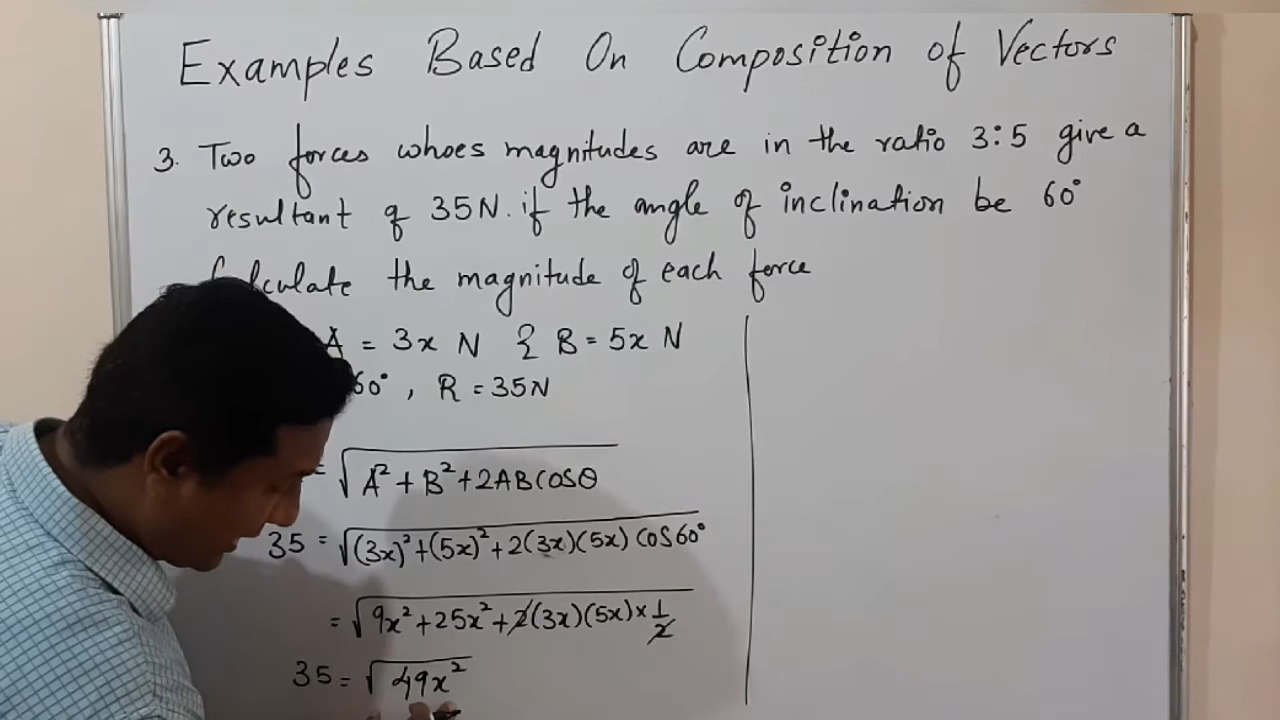 Examples Based On Composition of Vectors
3. Two forces whoes magnitudes are in the ratio 3:5 give a
resultant of 35N. if the angle of inclination be 60°
Calculate the magnitude of each force
A = 3x N & B = 5x N
60°, R = 35N
= √(A² + B² + 2AB COSθ)
35 = √((3x)² + (5x)² + 2(3x)(5x) COS60°)
= √(9x² + 25x² + 2(3x)(5x) × 1/2)
35 = √(49x²)